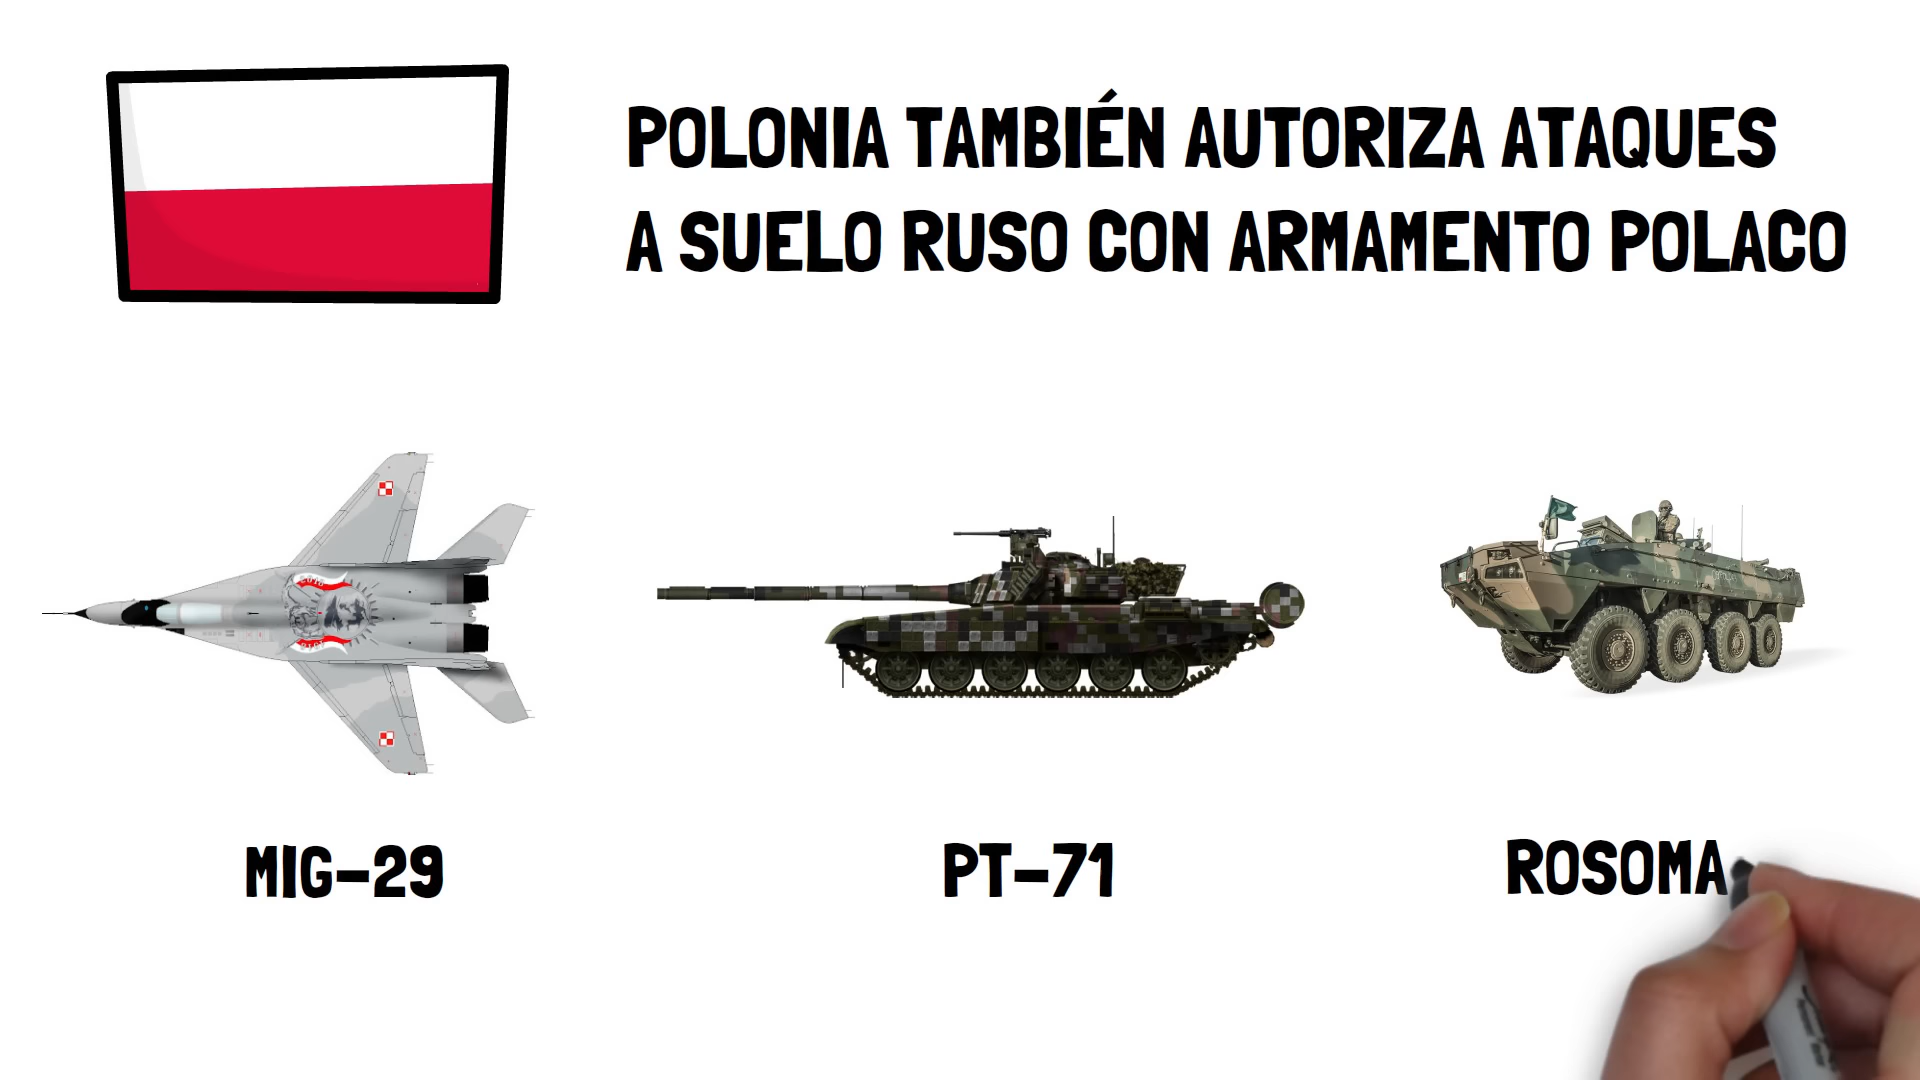 POLONIA TAMBIÉN AUTORIZA ATAQUES
A SUELO RUSO CON ARMAMENTO POLACO
MIG-29
PT-71
ROSOMA